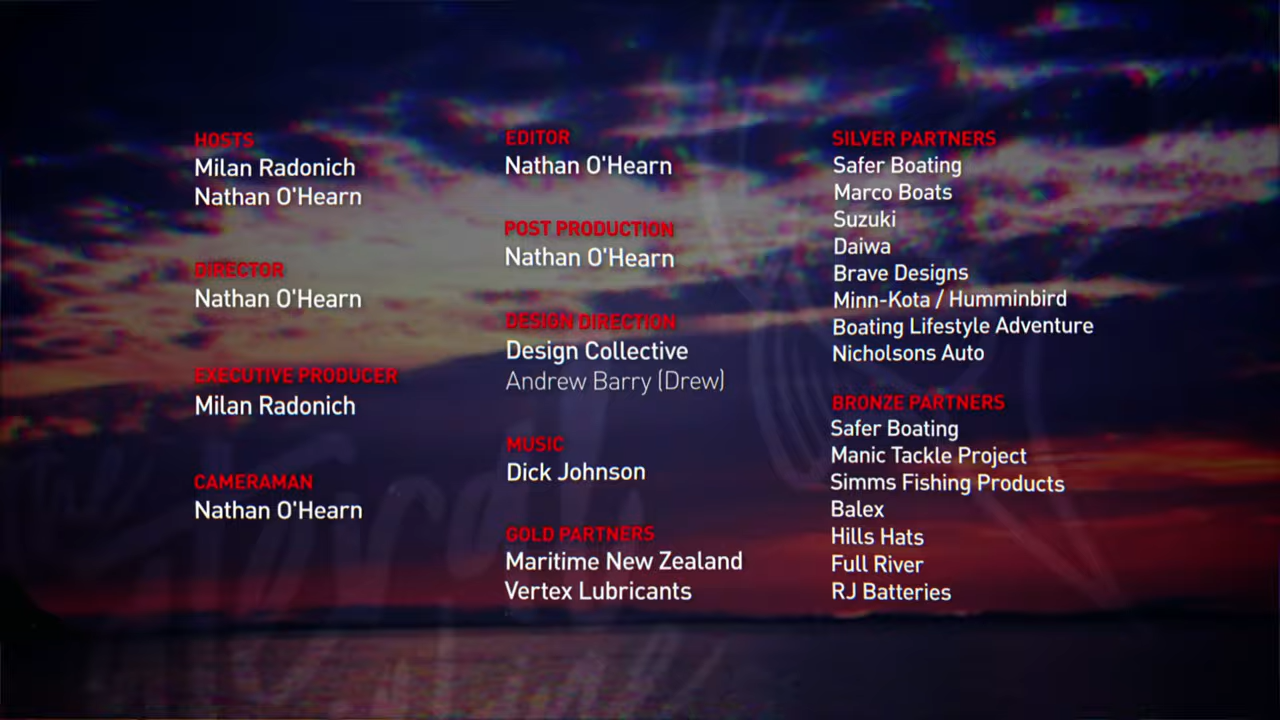 HOSTS
Milan Radonich
Nathan O'Hearn
DIRECTOR
Nathan O'Hearn
EXECUTIVE PRODUCER
Milan Radonich
CAMERAMAN
Nathan O'Hearn
EDITOR
Nathan O'Hearn
POST PRODUCTION
Nathan O'Hearn
DESIGN DIRECTION
Design Collective
Andrew Barry (Drew)
MUSIC
Dick Johnson
GOLD PARTNERS
Maritime New Zealand
Vertex Lubricants
SILVER PARTNERS
Safer Boating
Marco Boats
Suzuki
Daiwa
Brave Designs
Minn-Kota / Humminbird
Boating Lifestyle Adventure
Nicholsons Auto
BRONZE PARTNERS
Safer Boating
Manic Tackle Project
Simms Fishing Products
Balex
Hills Hats
Full River
RJ Batteries